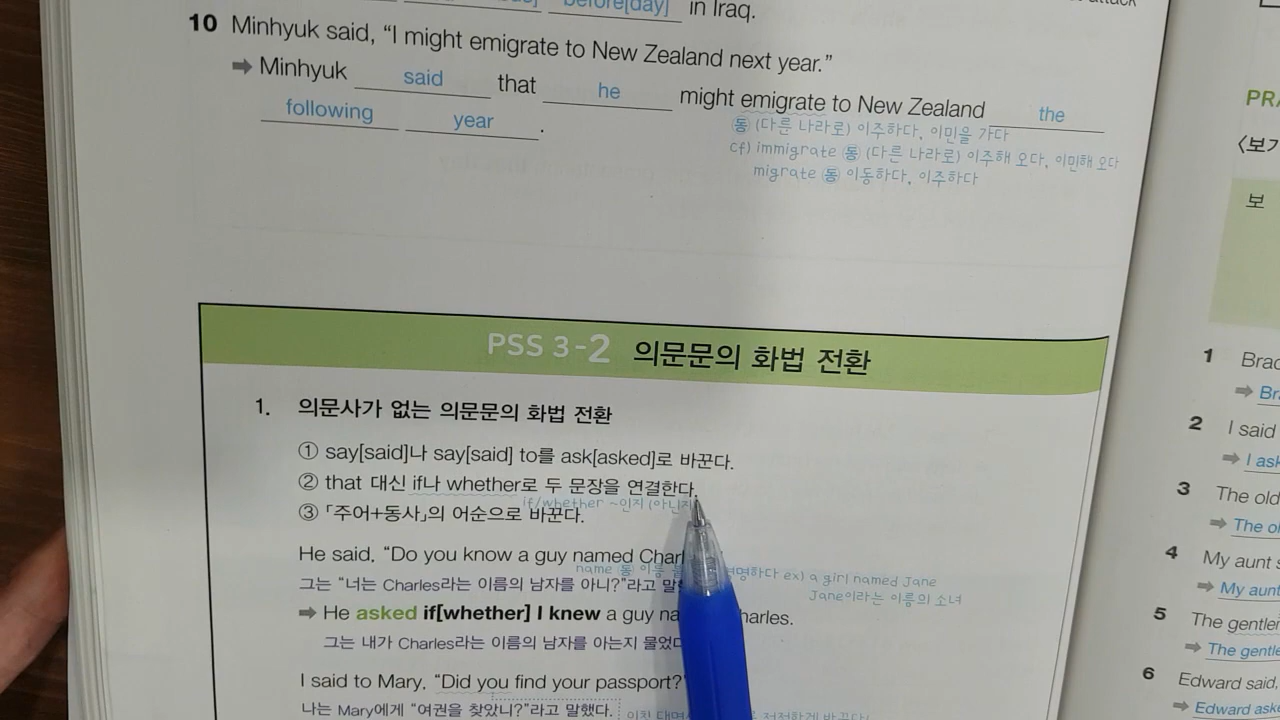 before[day] in Iraq.
10 Minhyuk said, “I might emigrate to New Zealand next year.”
➡ Minhyuk said that he might emigrate to New Zealand the
following year.
동 (다른 나라로) 이주하다, 이민을 가다
cf) immigrate 동 (다른 나라로) 이주해 오다, 이민해 오다
migrate 동 이동하다, 이주하다
PSS 3-2 의문문의 화법 전환
1. 의문사가 없는 의문문의 화법 전환
① say[said]나 say[said] to를 ask[asked]로 바꾼다.
② that 대신 if나 whether로 두 문장을 연결한다.
if/whether ~인지 (아닌지
③ 「주어+동사」의 어순으로 바꾼다.
He said, “Do you know a guy named
name 동 ex) a girl named Jane
Jane이라는 이름의 소녀
그는 “너는 Charles라는 이름의 남자를 아니?”라고
➡ He asked if[whether] I knew a guy
그는 내가 Charles라는 이름의 남자를 아는지
I said to Mary, “Did you find your passport?”
나는 Mary에게 “여권을 찾았니?”라고 말했다.
보
1
2 I said
➡ I
3 The old
➡ The
4 My aunt
➡ My
5 The
➡ The
6 Edward said,
➡ Edward